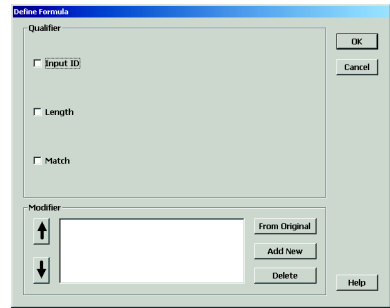 Define Formula
Qualifier
OK
Input ID
Cancel
Length
Match
Modifier
From Original
Add New
Delete
Help